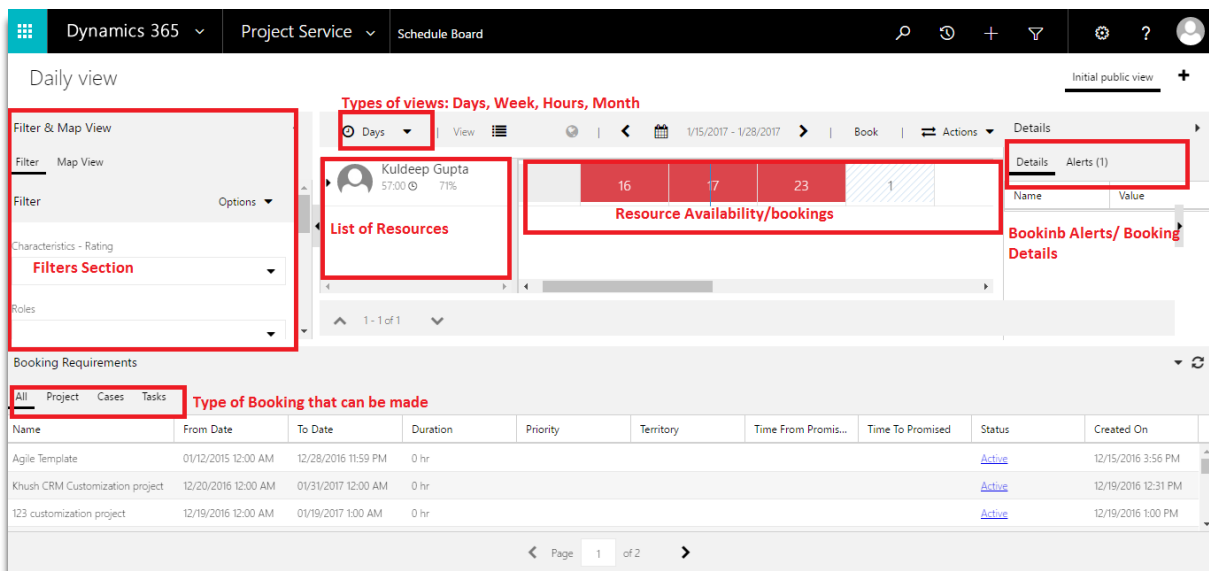 Dynamics 365 Project Service Schedule Board ?
Daily view
Initial public view +
Types of views: Days, Week, Hours, Month
Filter & Map View
Days | View | 1/15/2017 - 1/28/2017 | Book | Actions
Details
Filter Map View
Details Alerts (1)
Kuldeep Gupta
57:00 71%
16 17 23 1
Name Value
Filter Options
List of Resources
Resource Availability/bookings
Bookinb Alerts/ Booking
Details
Characteristics - Rating
Filters Section
Roles
1 - 1 of 1
Booking Requirements
All Project Cases Tasks
Type of Booking that can be made
Name From Date To Date Duration Priority Territory Time From Promis... Time To Promised Status Created On
Agile Template 01/12/2015 12:00 AM 12/28/2016 11:59 PM 0 hr Active 12/15/2016 3:56 PM
Khush CRM Customization project 12/20/2016 12:00 AM 01/31/2017 12:00 AM 0 hr Active 12/19/2016 12:31 PM
123 customization project 12/19/2016 12:00 AM 01/19/2017 1:00 AM 0 hr Active 12/19/2016 1:00 PM
Page 1 of 2